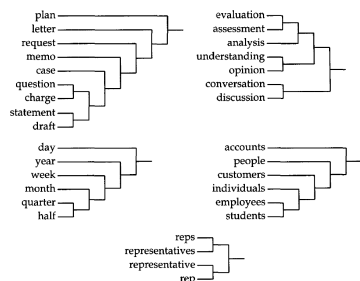 plan
letter
request
memo
case
question
charge
statement
draft
evaluation
assessment
analysis
understanding
opinion
conversation
discussion
day
year
week
month
quarter
half
accounts
people
customers
individuals
employees
students
reps
representatives
representative
rep